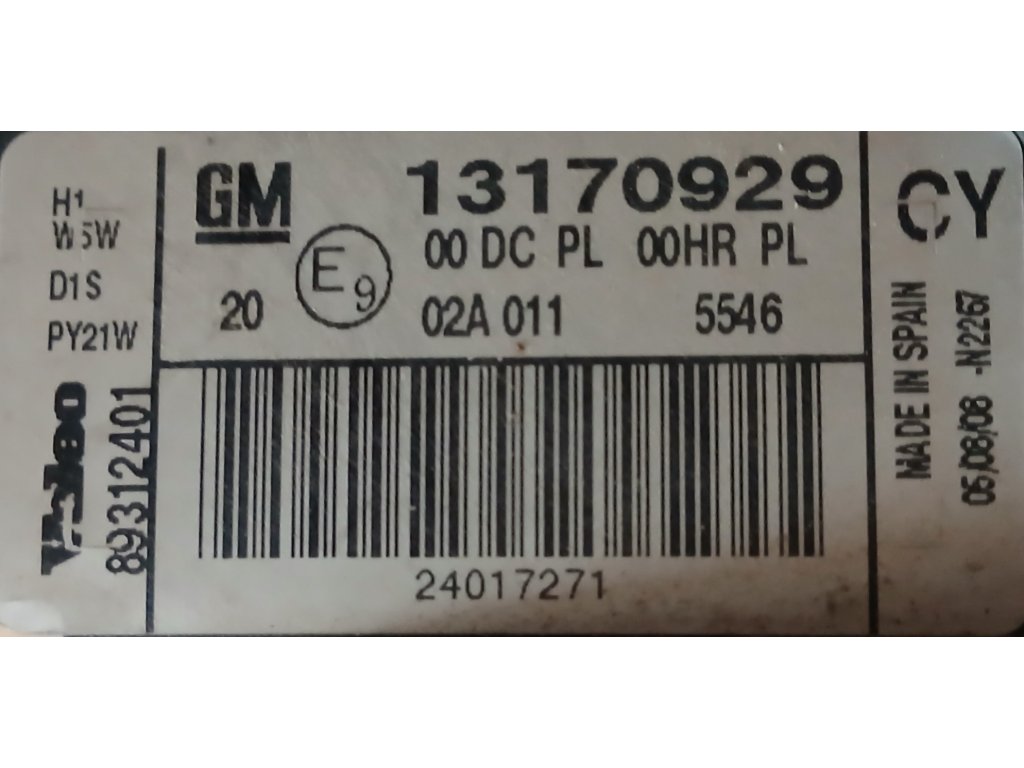 H1
W5W
D1S
PY21W
Valeo
89312401
GM
13170929
E9
00 DC PL 00HR PL
20
02A 011 5546
24017271
CY
MADE IN SPAIN
05/08/08 -N2267